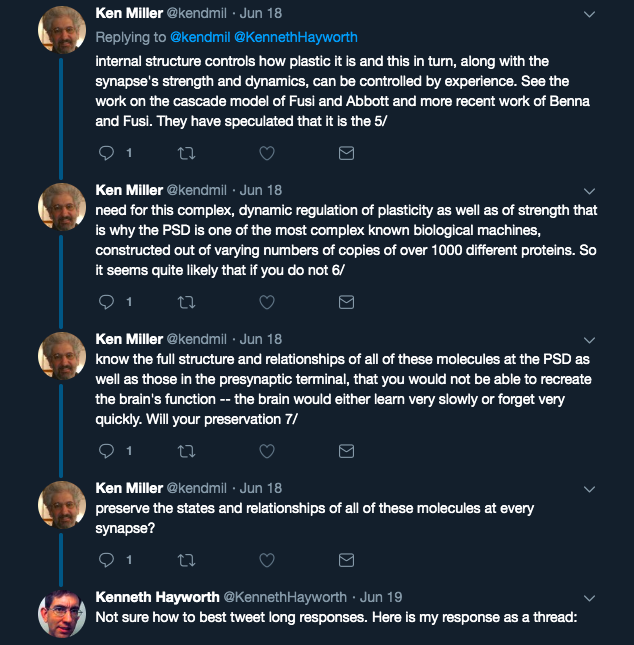 Ken Miller @kendmil · Jun 18
Replying to @kendmil @KennethHayworth
internal structure controls how plastic it is and this in turn, along with the
synapse's strength and dynamics, can be controlled by experience. See the
work on the cascade model of Fusi and Abbott and more recent work of Benna
and Fusi. They have speculated that it is the 5/
1
Ken Miller @kendmil · Jun 18
need for this complex, dynamic regulation of plasticity as well as of strength that
is why the PSD is one of the most complex known biological machines,
constructed out of varying numbers of copies of over 1000 different proteins. So
it seems quite likely that if you do not 6/
1
Ken Miller @kendmil · Jun 18
know the full structure and relationships of all of these molecules at the PSD as
well as those in the presynaptic terminal, that you would not be able to recreate
the brain's function -- the brain would either learn very slowly or forget very
quickly. Will your preservation 7/
1
Ken Miller @kendmil · Jun 18
preserve the states and relationships of all of these molecules at every
synapse?
1
Kenneth Hayworth @KennethHayworth · Jun 19
Not sure how to best tweet long responses. Here is my response as a thread: